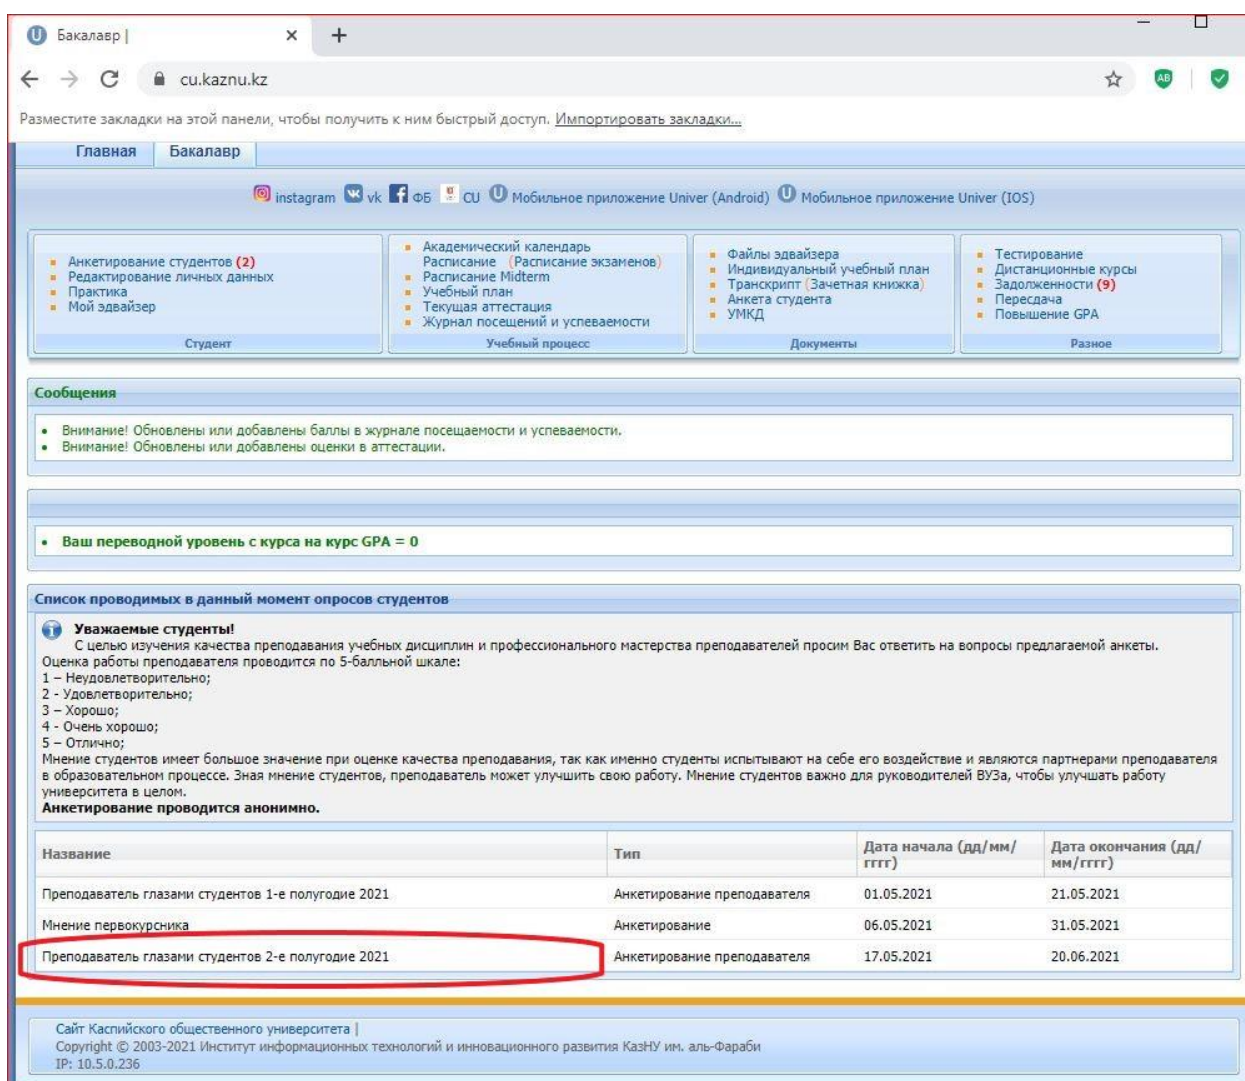 Бакалавр |
cu.kaznu.kz
Разместите закладки на этой панели, чтобы получить к ним быстрый доступ. Импортировать закладки...
Главная Бакалавр
instagram vk ФБ CU Мобильное приложение Univer (Android) Мобильное приложение Univer (IOS)
Анкетирование студентов (2)
Редактирование личных данных
Практика
Мой эдвайзер
Студент
Академический календарь
Расписание (Расписание экзаменов)
Расписание Midterm
Учебный план
Текущая аттестация
Журнал посещений и успеваемости
Учебный процесс
Файлы эдвайзера
Индивидуальный учебный план
Транскрипт (Зачетная книжка)
Анкета студента
УМКД
Документы
Тестирование
Дистанционные курсы
Задолженности (9)
Пересдача
Повышение GPA
Разное
Сообщения
Внимание! Обновлены или добавлены баллы в журнале посещаемости и успеваемости.
Внимание! Обновлены или добавлены оценки в аттестации.
Ваш переводной уровень с курса на курс GPA = 0
Список проводимых в данный момент опросов студентов
Уважаемые студенты!
С целью изучения качества преподавания учебных дисциплин и профессионального мастерства преподавателей просим Вас ответить на вопросы предлагаемой анкеты.
Оценка работы преподавателя проводится по 5-балльной шкале:
1 – Неудовлетворительно;
2 - Удовлетворительно;
3 – Хорошо;
4 - Очень хорошо;
5 – Отлично;
Мнение студентов имеет большое значение при оценке качества преподавания, так как именно студенты испытывают на себе его воздействие и являются партнерами преподавателя
в образовательном процессе. Зная мнение студентов, преподаватель может улучшить свою работу. Мнение студентов важно для руководителей ВУЗа, чтобы улучшать работу
университета в целом.
Анкетирование проводится анонимно.
Название Тип Дата начала (дд/мм/гггг) Дата окончания (дд/мм/гггг)
Преподаватель глазами студентов 1-е полугодие 2021 Анкетирование преподавателя 01.05.2021 21.05.2021
Мнение первокурсника Анкетирование 06.05.2021 31.05.2021
Преподаватель глазами студентов 2-е полугодие 2021 Анкетирование преподавателя 17.05.2021 20.06.2021
Сайт Каспийского общественного университета |
Copyright © 2003-2021 Институт информационных технологий и инновационного развития КазНУ им. аль-Фараби
IP: 10.5.0.236